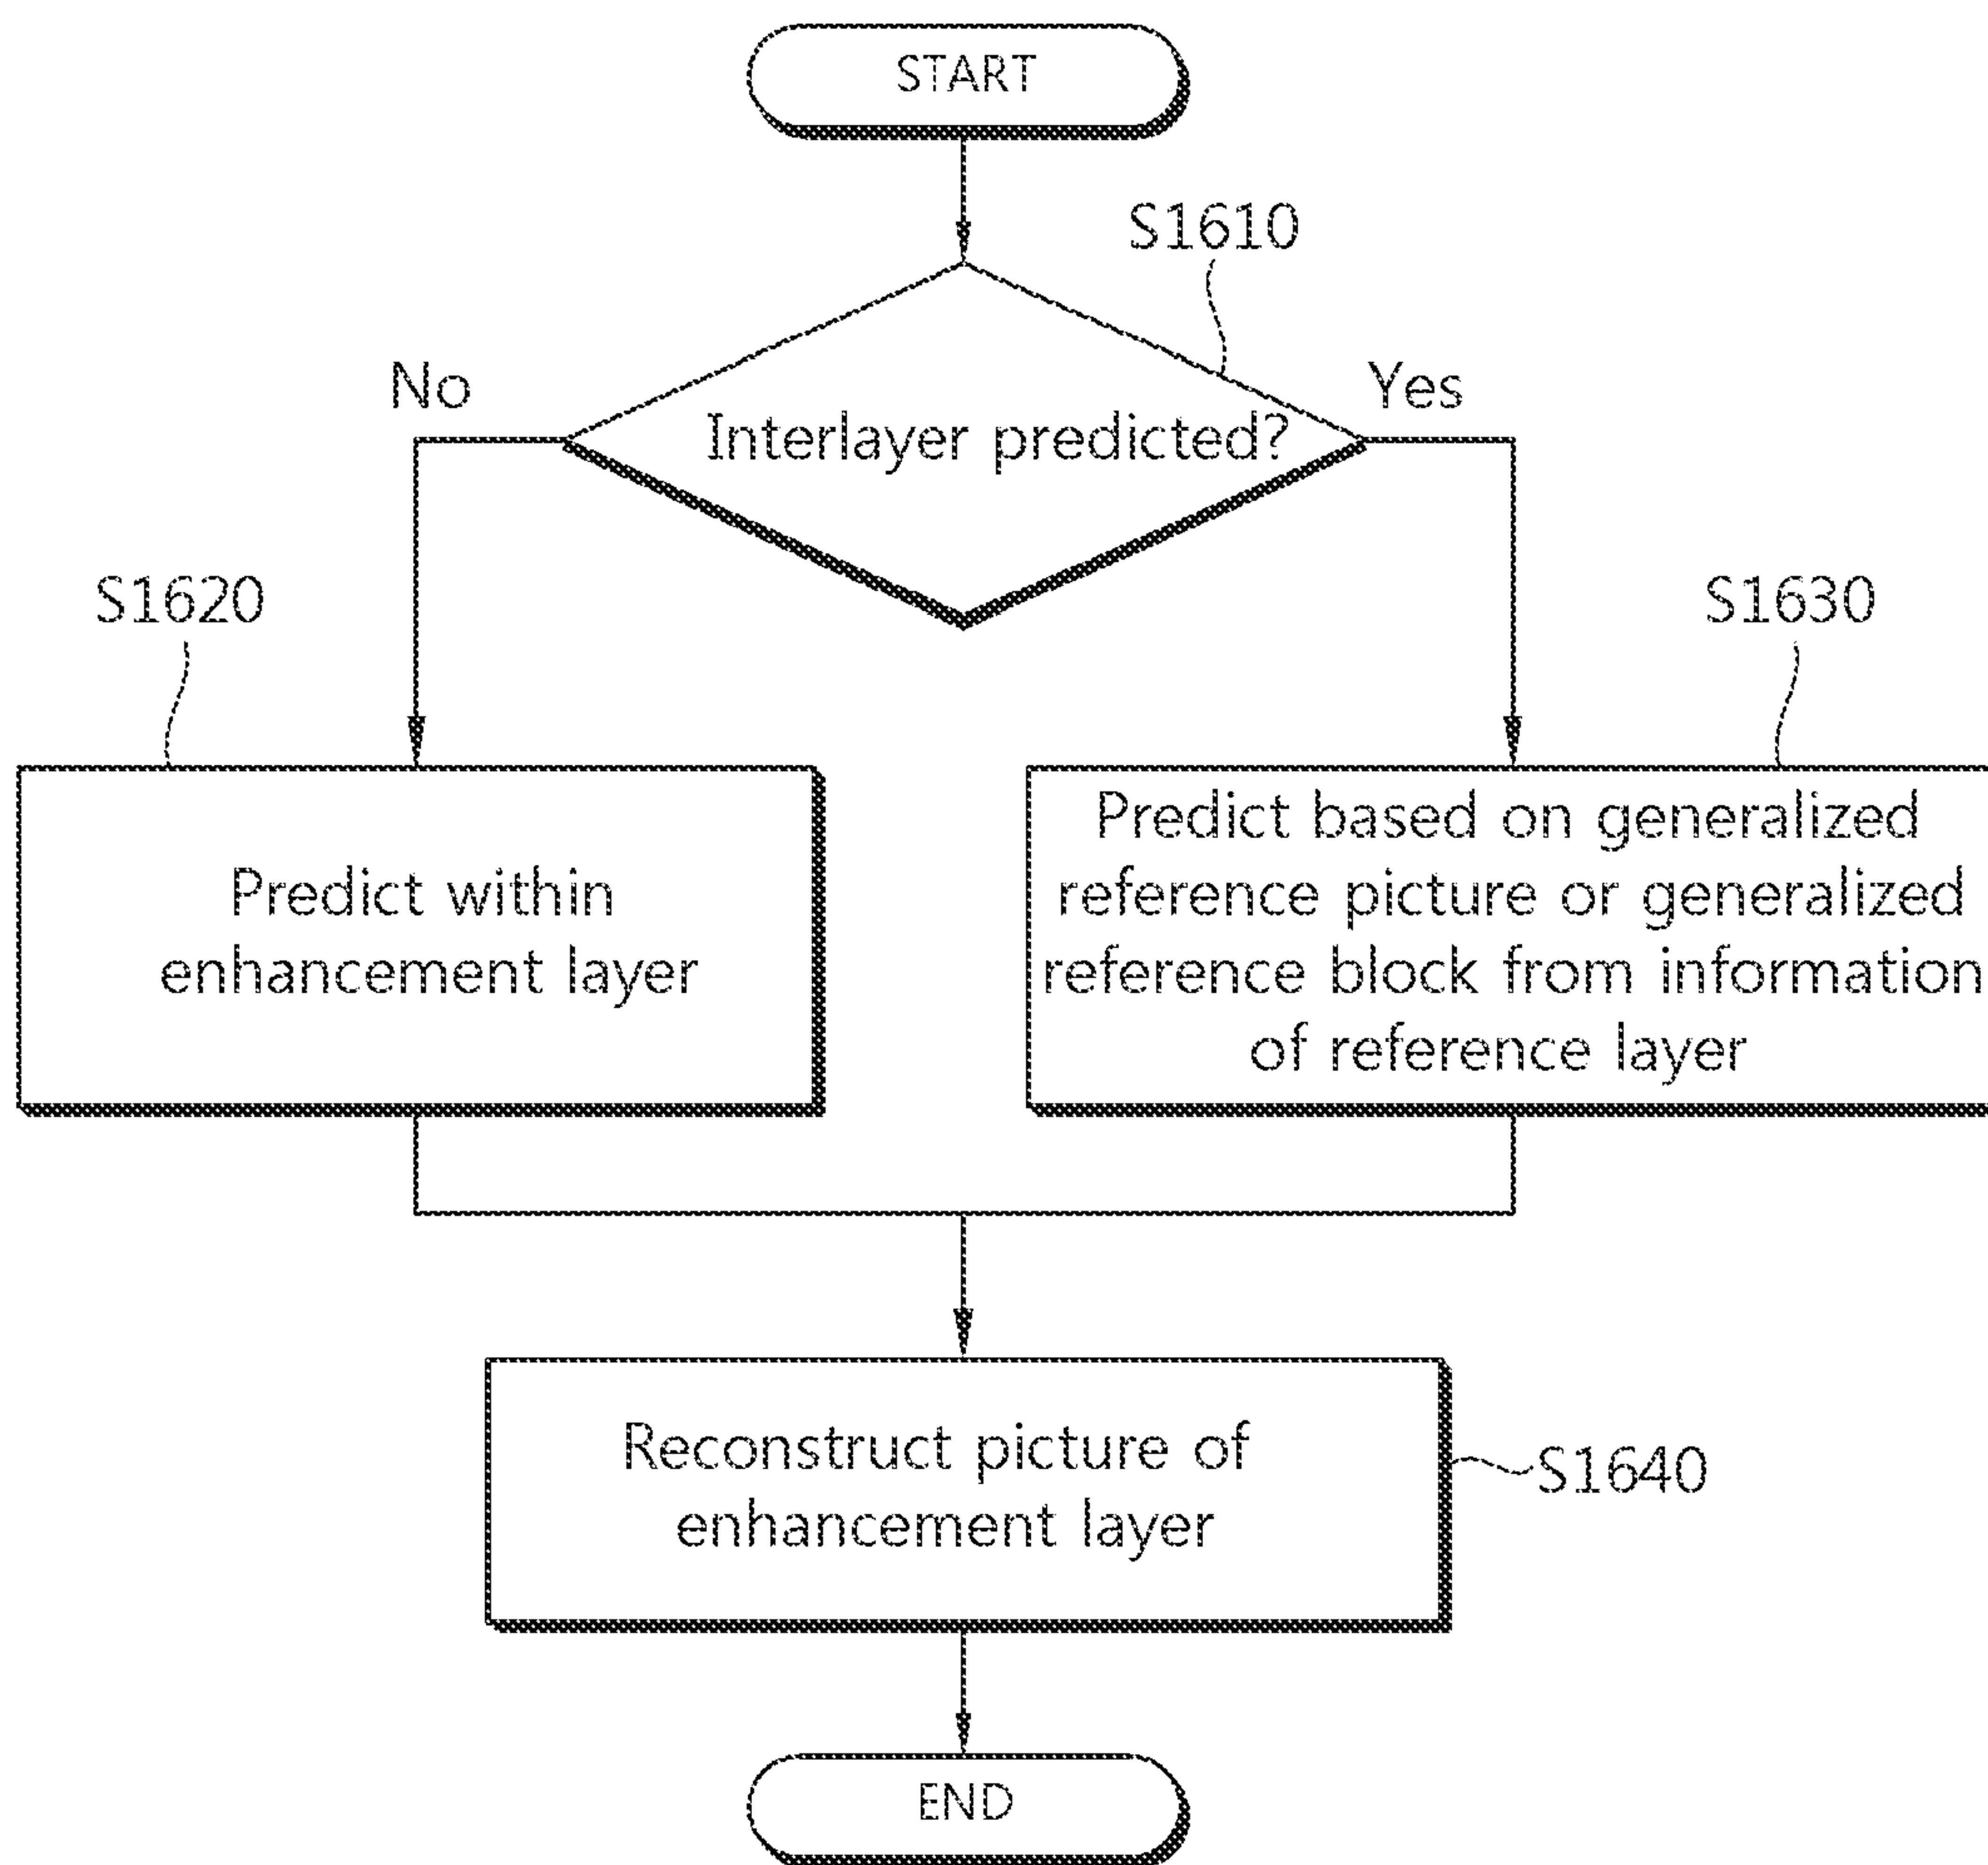 START
S1610
No
Yes
Interlayer predicted?
S1620
S1630
Predict within
enhancement layer
Predict based on generalized
reference picture or generalized
reference block from information
of reference layer
Reconstruct picture of
enhancement layer
S1640
END